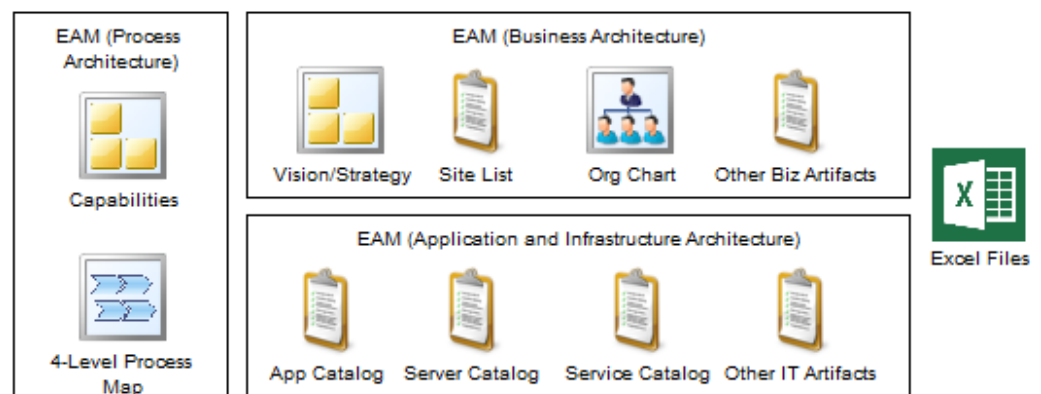 EAM (Process
Architecture)
Capabilities
4-Level Process
Map
EAM (Business Architecture)
Vision/Strategy
Site List
Org Chart
Other Biz Artifacts
EAM (Application and Infrastructure Architecture)
App Catalog
Server Catalog
Service Catalog
Other IT Artifacts
X
Excel Files